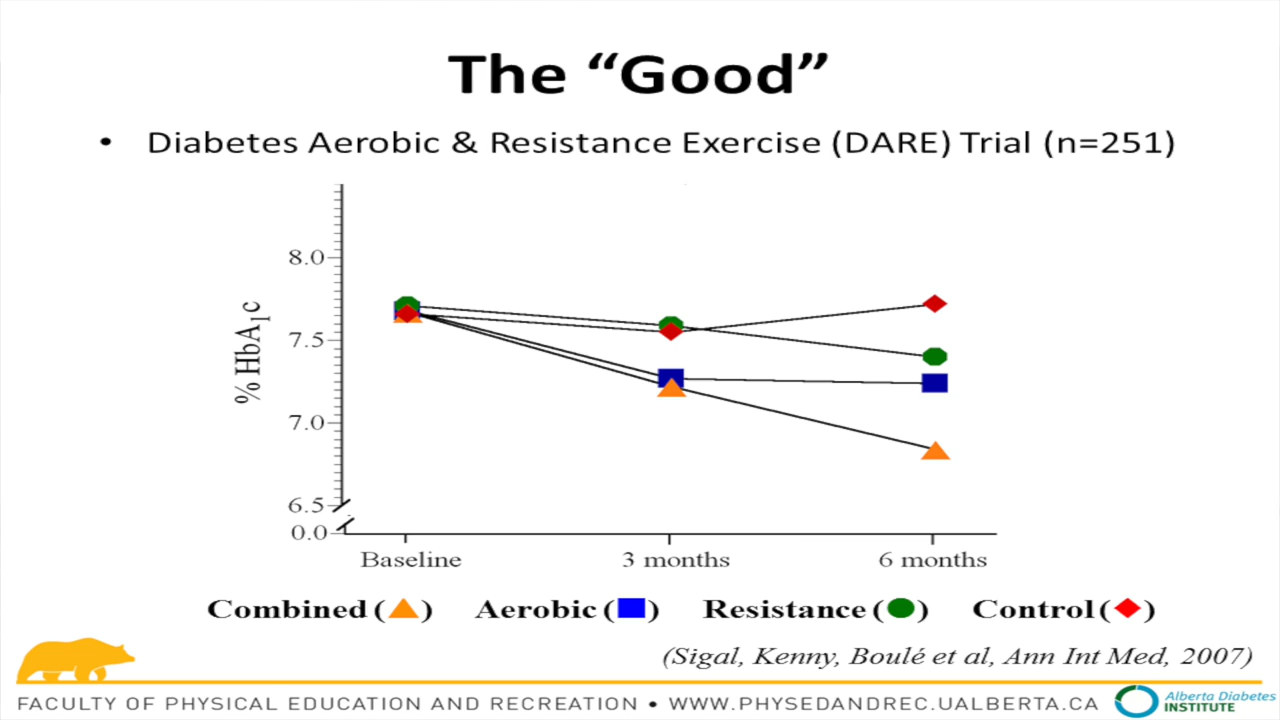 The “Good”
• Diabetes Aerobic & Resistance Exercise (DARE) Trial (n=251)
% HbA1c
8.0
7.5
7.0
6.5
0.0
Baseline 3 months 6 months
Combined ( ) Aerobic ( ) Resistance ( ) Control ( )
(Sigal, Kenny, Boulé et al, Ann Int Med, 2007)
FACULTY OF PHYSICAL EDUCATION AND RECREATION • WWW.PHYSEDANDREC.UALBERTA.CA
Alberta Diabetes
INSTITUTE